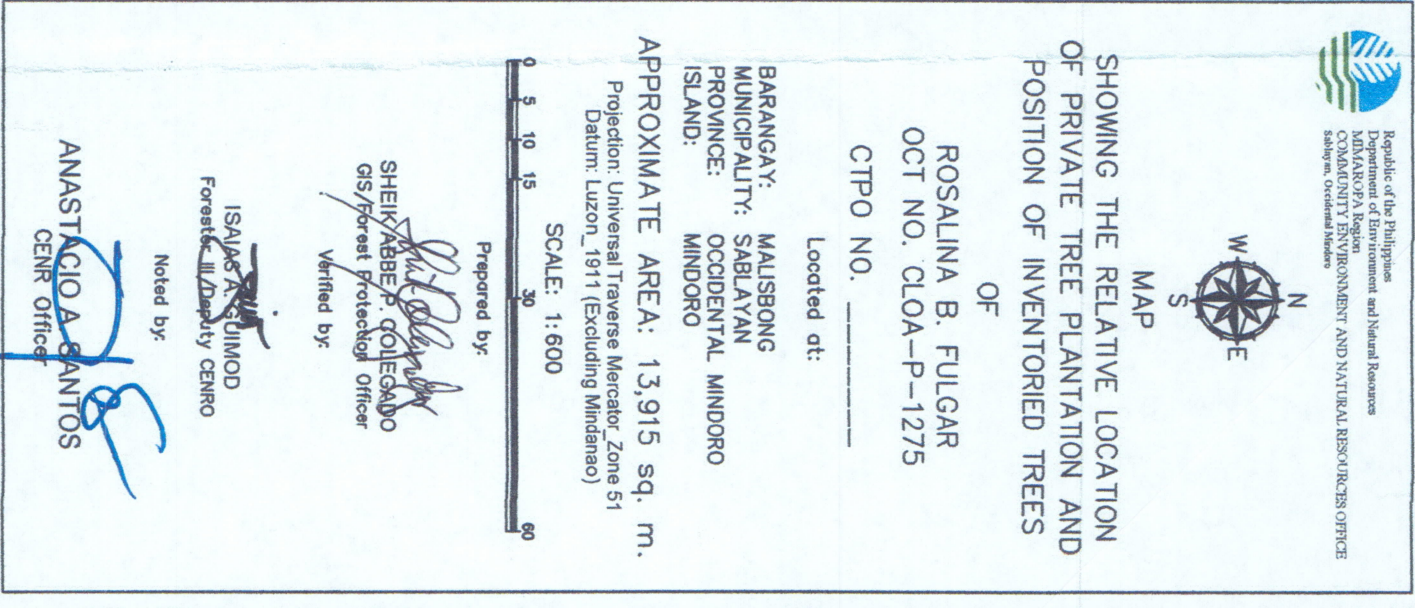 Republic of the Philippines
Department of Environment and Natural Resources
MIMAROPA Region
COMMUNITY ENVIRONMENT AND NATURAL RESOURCES OFFICE
Sablayan, Occidental Mindoro
N
W E
S
MAP
SHOWING THE RELATIVE LOCATION
OF PRIVATE TREE PLANTATION AND
POSITION OF INVENTORIED TREES
OF
ROSALINA B. FULGAR
OCT NO. CLOA-P-1275
CTPO NO. ________
Located at:
BARANGAY: MALISBONG
MUNICIPALITY: SABLAYAN
PROVINCE: OCCIDENTAL MINDORO
ISLAND: MINDORO
APPROXIMATE AREA: 13,915 sq. m.
Projection: Universal Traverse Mercator_Zone 51
Datum: Luzon_1911 (Excluding Mindanao)
SCALE: 1:600
0 5 10 15 30 60
Prepared by:
SHEIK ABBE P. COLEGADO
GIS/Forest Protection Officer
Verified by:
ISAIAS A. GUIMOD
Forester III/Deputy CENRO
Noted by:
ANASTACIO A. SANTOS
CENR Officer